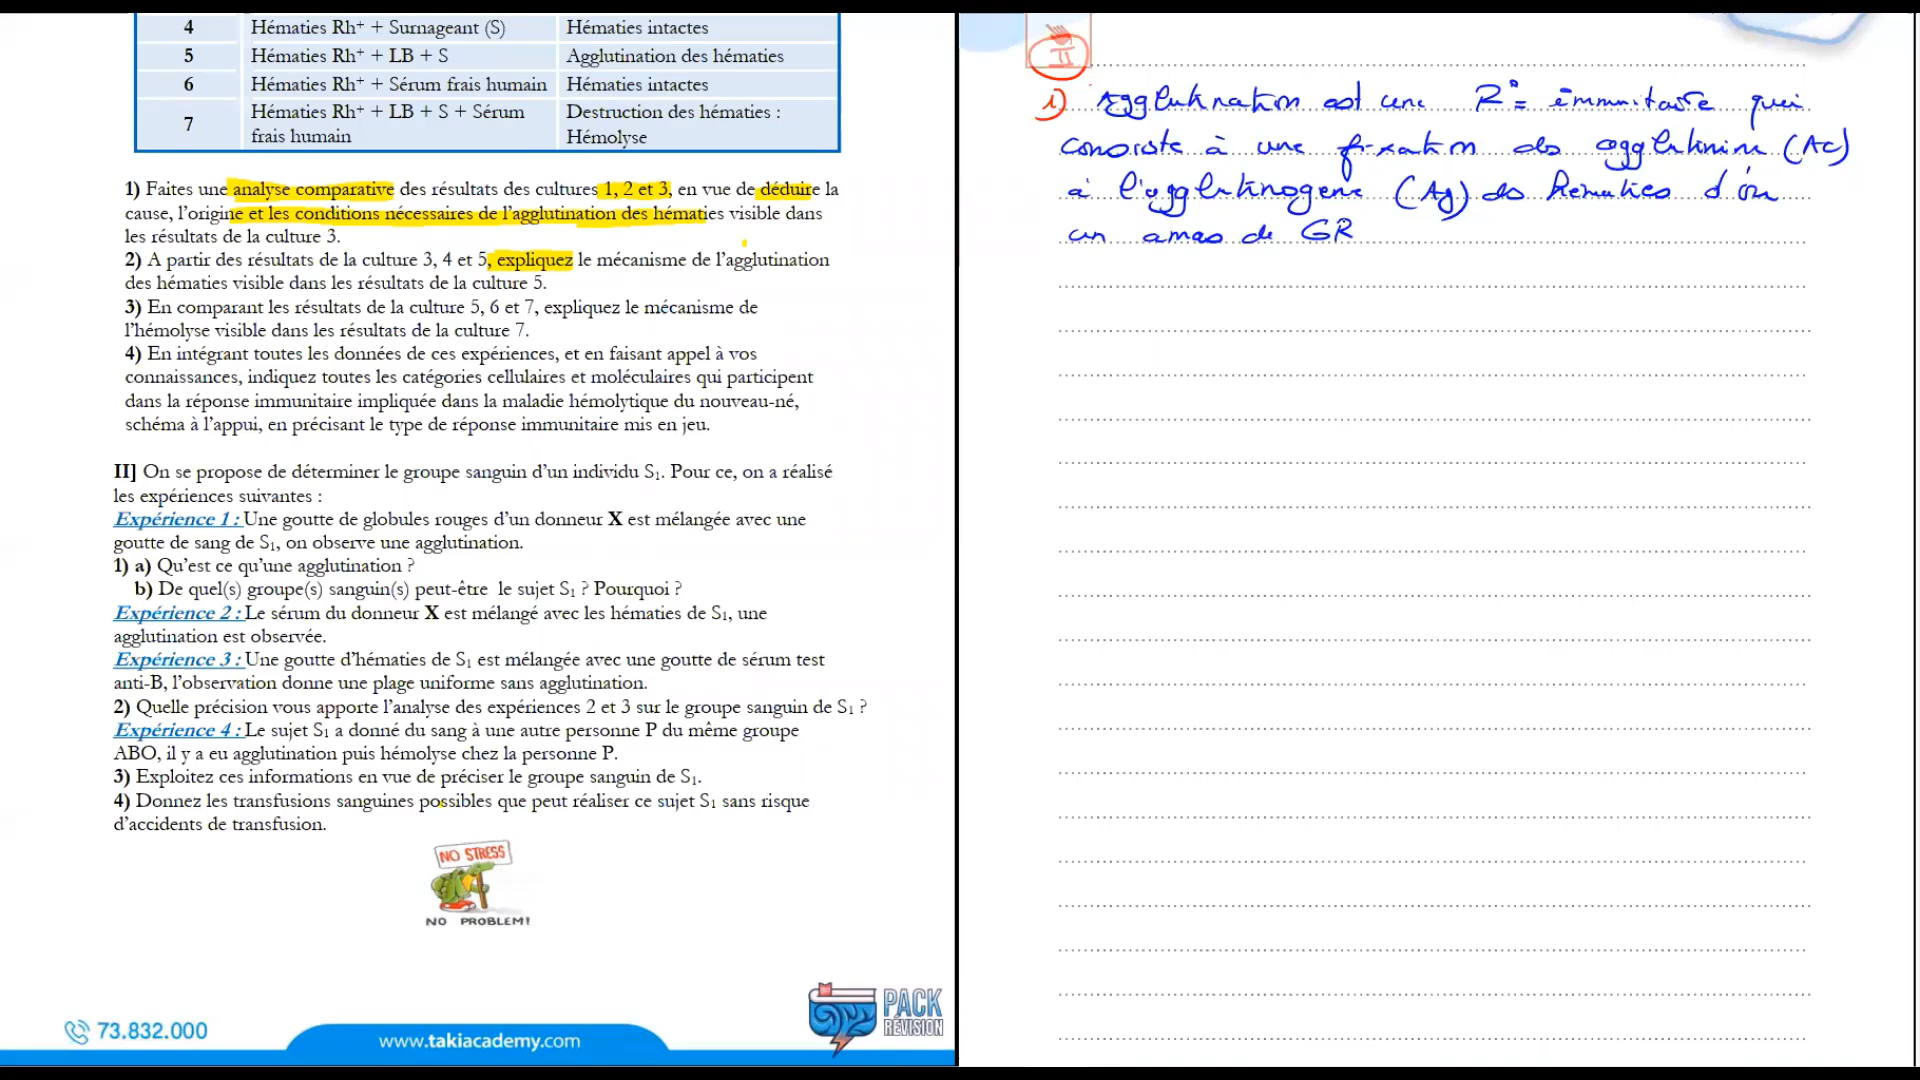 4 Hématies Rh⁺ + Surnageant (S) Hématies intactes
5 Hématies Rh⁺ + LB + S Agglutination des hématies
6 Hématies Rh⁺ + Sérum frais humain Hématies intactes
7 Hématies Rh⁺ + LB + S + Sérum frais humain Destruction des hématies : Hémolyse
1) Faites une analyse comparative des résultats des cultures 1, 2 et 3, en vue de déduire la
cause, l’origine et les conditions nécessaires de l’agglutination des hématies visible dans
les résultats de la culture 3.
2) A partir des résultats de la culture 3, 4 et 5, expliquez le mécanisme de l’agglutination
des hématies visible dans les résultats de la culture 5.
3) En comparant les résultats de la culture 5, 6 et 7, expliquez le mécanisme de
l’hémolyse visible dans les résultats de la culture 7.
4) En intégrant toutes les données de ces expériences, et en faisant appel à vos
connaissances, indiquez toutes les catégories cellulaires et moléculaires qui participent
dans la réponse immunitaire impliquée dans la maladie hémolytique du nouveau-né,
schéma à l’appui, en précisant le type de réponse immunitaire mis en jeu.
II] On se propose de déterminer le groupe sanguin d’un individu S₁. Pour ce, on a réalisé
les expériences suivantes :
Expérience 1 : Une goutte de globules rouges d’un donneur X est mélangée avec une
goutte de sang de S₁, on observe une agglutination.
1) a) Qu’est ce qu’une agglutination ?
b) De quel(s) groupe(s) sanguin(s) peut-être le sujet S₁ ? Pourquoi ?
Expérience 2 : Le sérum du donneur X est mélangé avec les hématies de S₁, une
agglutination est observée.
Expérience 3 : Une goutte d’hématies de S₁ est mélangée avec une goutte de sérum test
anti-B, l’observation donne une plage uniforme sans agglutination.
2) Quelle précision vous apporte l’analyse des expériences 2 et 3 sur le groupe sanguin de S₁ ?
Expérience 4 : Le sujet S₁ a donné du sang à une autre personne P du même groupe
ABO, il y a eu agglutination puis hémolyse chez la personne P.
3) Exploitez ces informations en vue de préciser le groupe sanguin de S₁.
4) Donnez les transfusions sanguines possibles que peut réaliser ce sujet S₁ sans risque
d’accidents de transfusion.
NO STRESS
NO PROBLEM!
73.832.000
www.takiacademy.com
PACK
RÉVISION
II
1) Agglutination est une R° immunitaire qui
consiste à une fixation des agglutinine (Ac)
à l'agglutinogene (Ag) des hématies d'où
un amas de GR